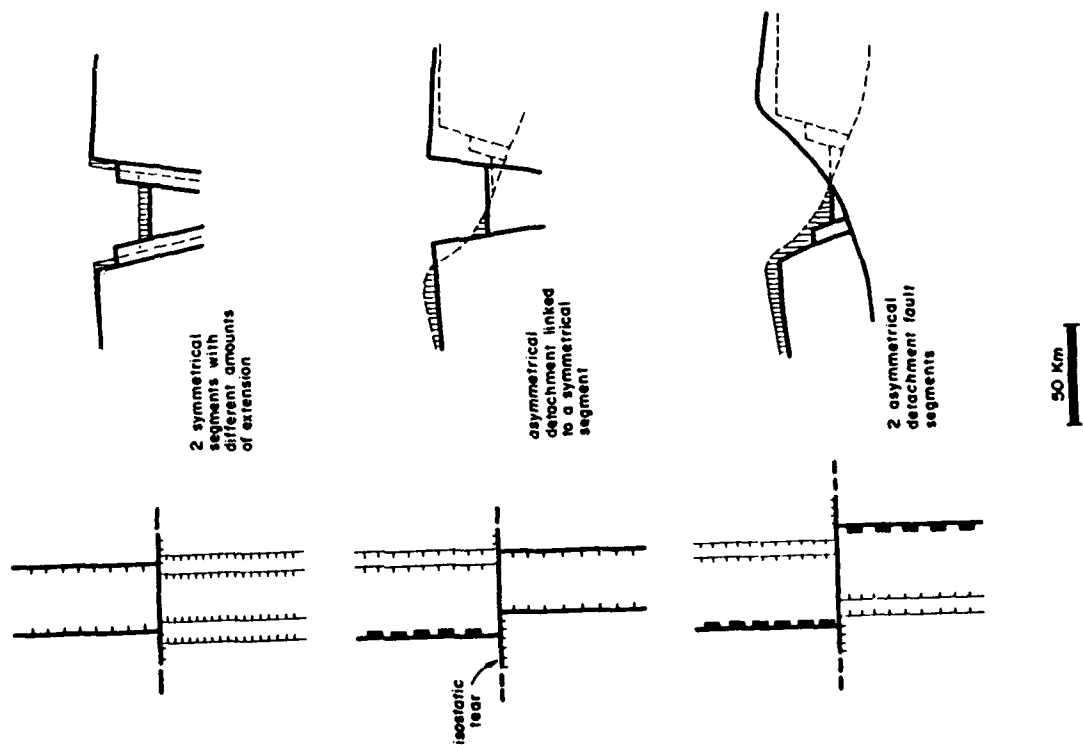 2 symmetrical
segments with
different amounts
of extension
asymmetrical
detachment linked
to a symmetrical
segment
2 asymmetrical
detachment fault
segments
50 Km
isostatic
tear